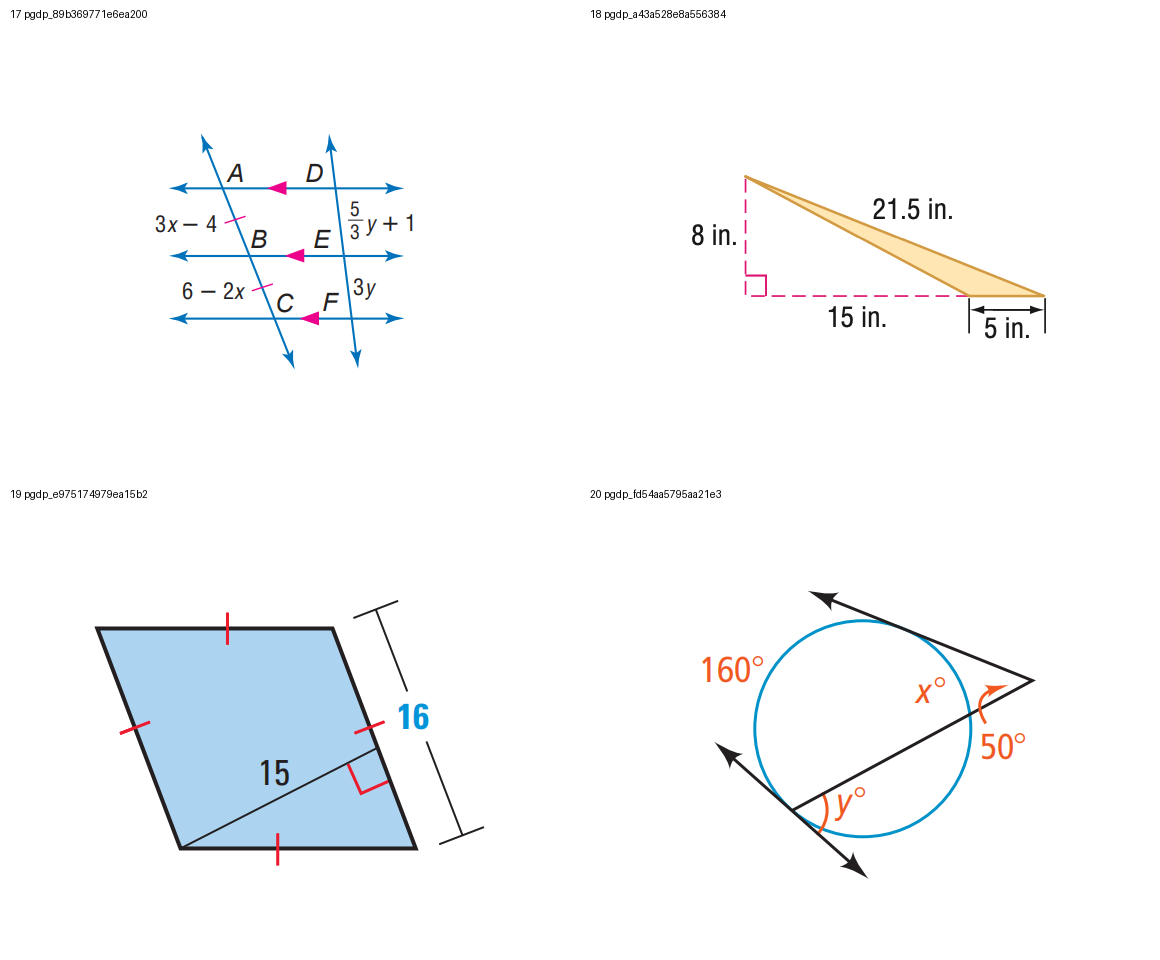 17 pgdp_89b369771e6ea200
18 pgdp_a43a528e8a556384
A D
3x – 4
5/3 y + 1
B E
6 – 2x
C F
3y
8 in.
21.5 in.
15 in.
5 in.
19 pgdp_e975174979ea15b2
20 pgdp_fd54aa5795aa21e3
16
15
160°
x°
50°
y°